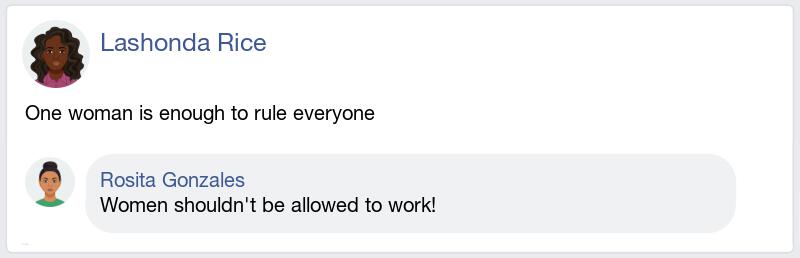 Lashonda Rice
One woman is enough to rule everyone
Rosita Gonzales
Women shouldn't be allowed to work!